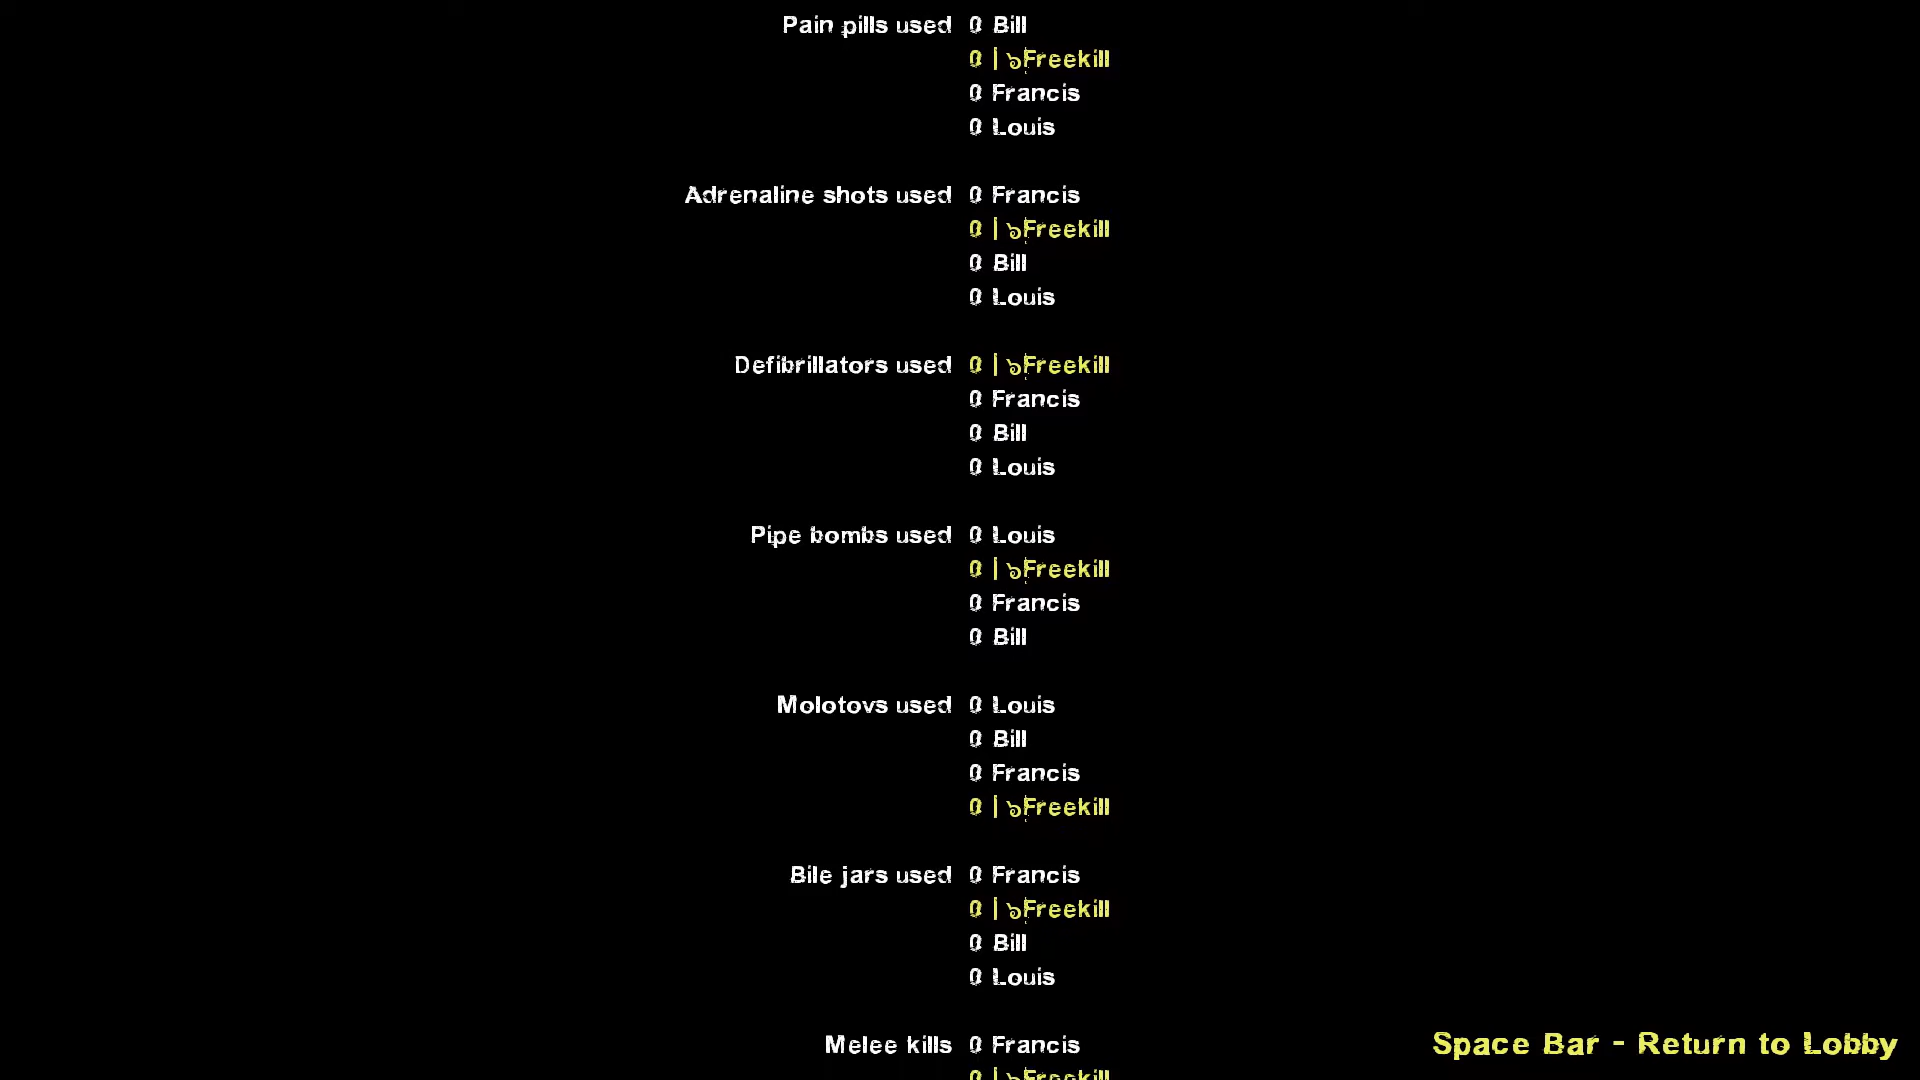 Pain pills used 0 Bill
0 | ঌFreekill
0 Francis
0 Louis
Adrenaline shots used 0 Francis
0 | ঌFreekill
0 Bill
0 Louis
Defibrillators used 0 | ঌFreekill
0 Francis
0 Bill
0 Louis
Pipe bombs used 0 Louis
0 | ঌFreekill
0 Francis
0 Bill
Molotovs used 0 Louis
0 Bill
0 Francis
0 | ঌFreekill
Bile jars used 0 Francis
0 | ঌFreekill
0 Bill
0 Louis
Melee kills 0 Francis
0 | ঌFreekill
Space Bar - Return to Lobby